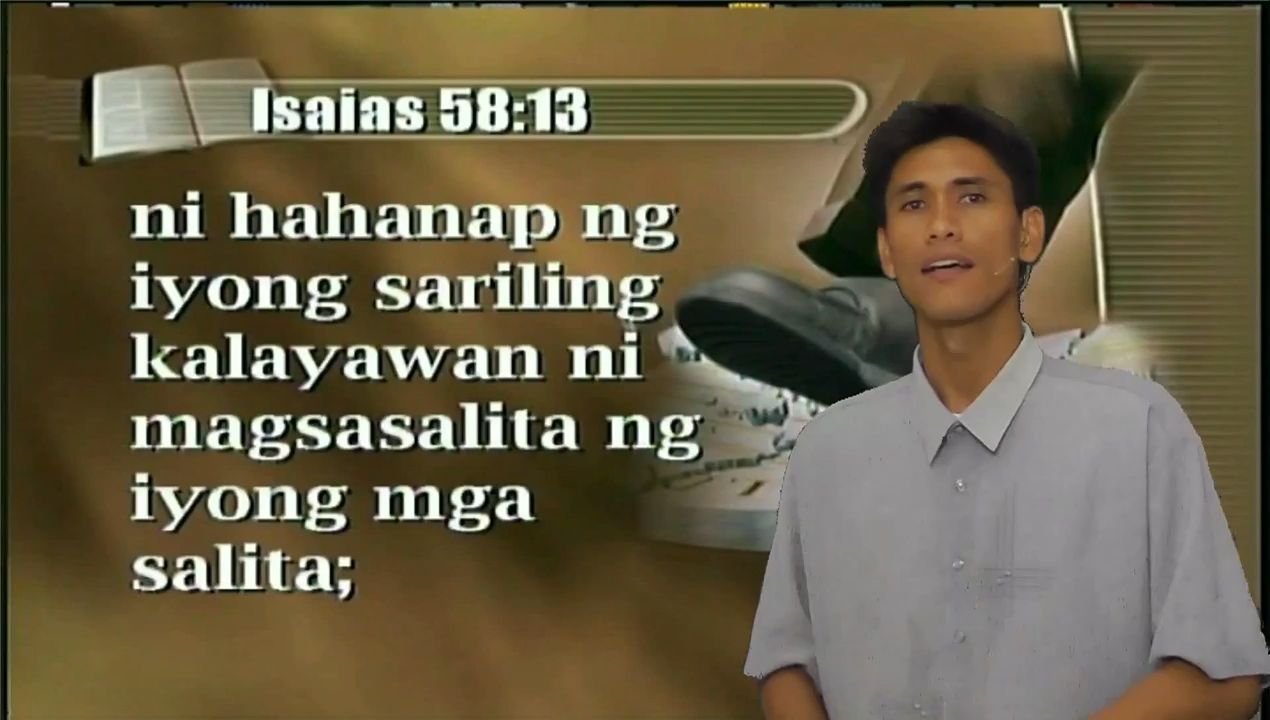 Isaias 58:13
ni hahanap ng
iyong sariling
kalayawan ni
magsasalita ng
iyong mga
salita;